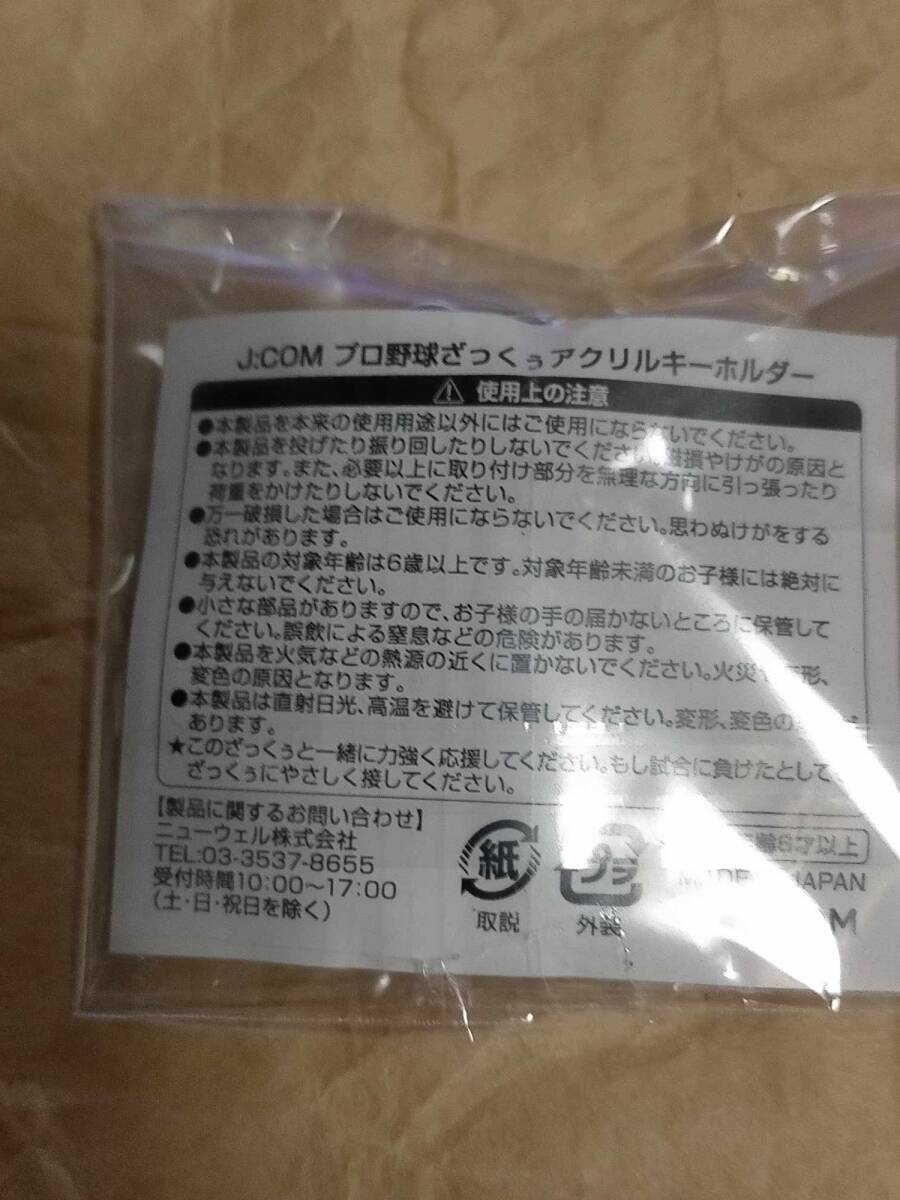 J:COM プロ野球ざっくぅアクリルキーホルダー
使用上の注意
●本製品を本来の使用用途以外にはご使用にならないでください。
●本製品を投げたり振り回したりしないでください。破損やけがの原因と
なります。また、必要以上に取り付け部分を無理な方向に引っ張ったり
荷重をかけたりしないでください。
●万一破損した場合はご使用にならないでください。思わぬけがをする
恐れがあります。
●本製品の対象年齢は6歳以上です。対象年齢未満のお子様には絶対に
与えないでください。
●小さな部品がありますので、お子様の手の届かないところに保管して
ください。誤飲による窒息などの危険があります。
●本製品を火気などの熱源の近くに置かないでください。火災や変形、
変色の原因となります。
●本製品は直射日光、高温を避けて保管してください。変形、変色の
あります。
★このざっくぅと一緒に力強く応援してください。もし試合に負けたとして
ざっくぅにやさしく接してください。
【製品に関するお問い合わせ】
ニューウェル株式会社
TEL:03-3537-8655
受付時間10:00〜17:00
(土・日・祝日を除く)
紙
取説
プラ
外装
齢6才以上
MADE JAPAN
M